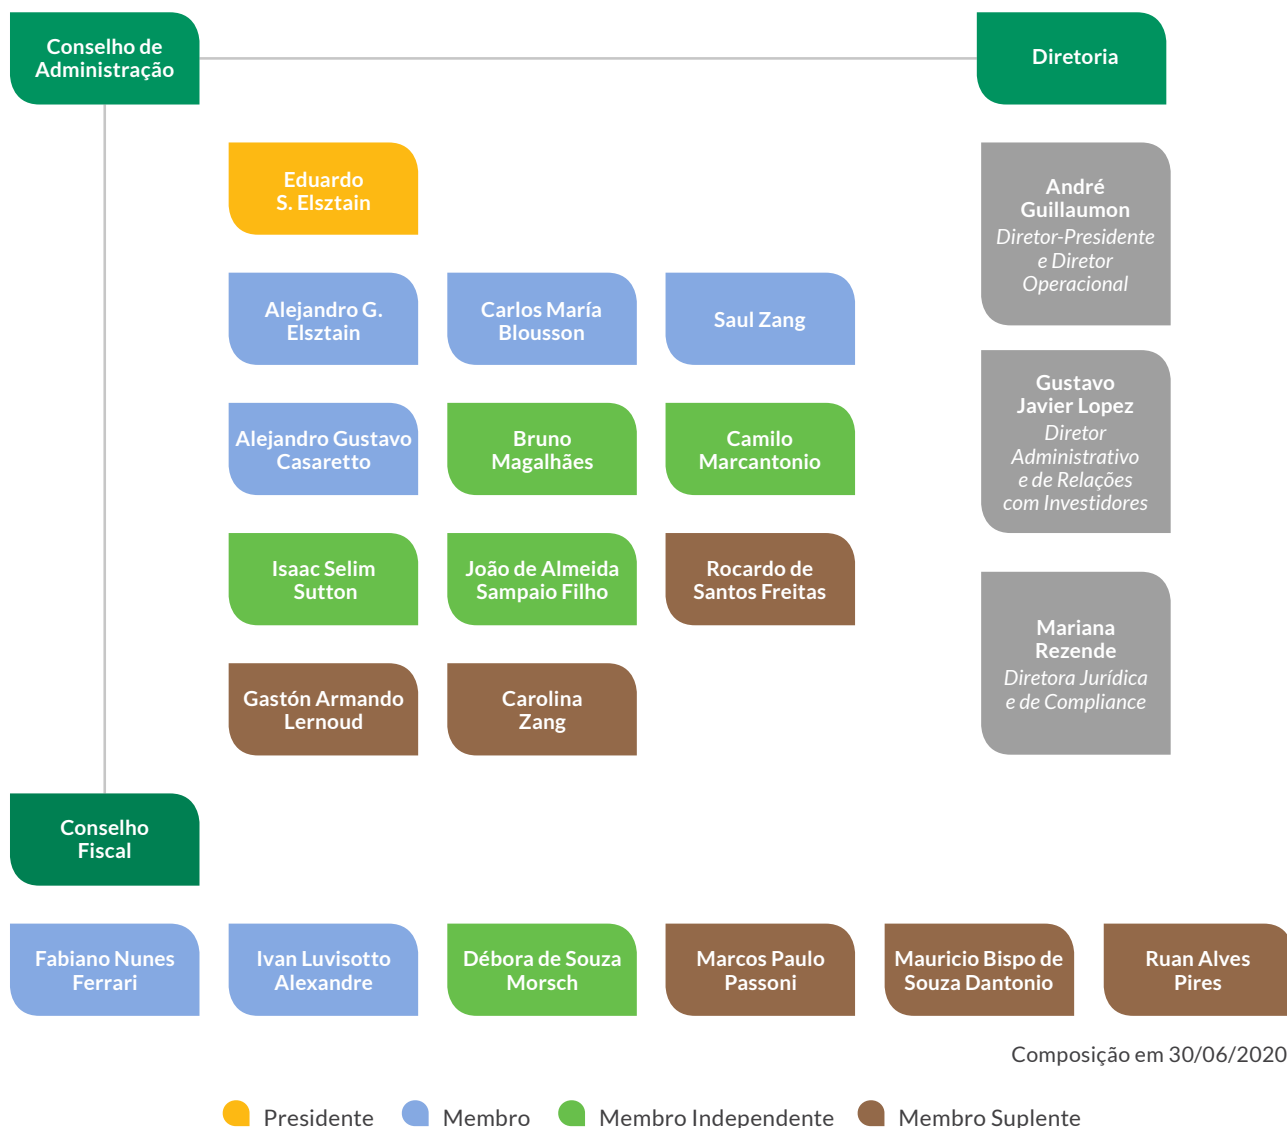 Conselho de
Administração
Diretoria
Eduardo
S. Elsztain
Alejandro G.
Elsztain
Carlos María
Blousson
Saul Zang
Alejandro Gustavo
Casaretto
Bruno
Magalhães
Camilo
Marcantonio
Isaac Selim
Sutton
João de Almeida
Sampaio Filho
Rocardo de
Santos Freitas
Gastón Armando
Lernoud
Carolina
Zang
André
Guillaumon
Diretor-Presidente
e Diretor
Operacional
Gustavo
Javier Lopez
Diretor
Administrativo
e de Relações
com Investidores
Mariana
Rezende
Diretora Jurídica
e de Compliance
Conselho
Fiscal
Fabiano Nunes
Ferrari
Ivan Luvisotto
Alexandre
Débora de Souza
Morsch
Marcos Paulo
Passoni
Mauricio Bispo de
Souza Dantonio
Ruan Alves
Pires
Composição em 30/06/2020
Presidente
Membro
Membro Independente
Membro Suplente